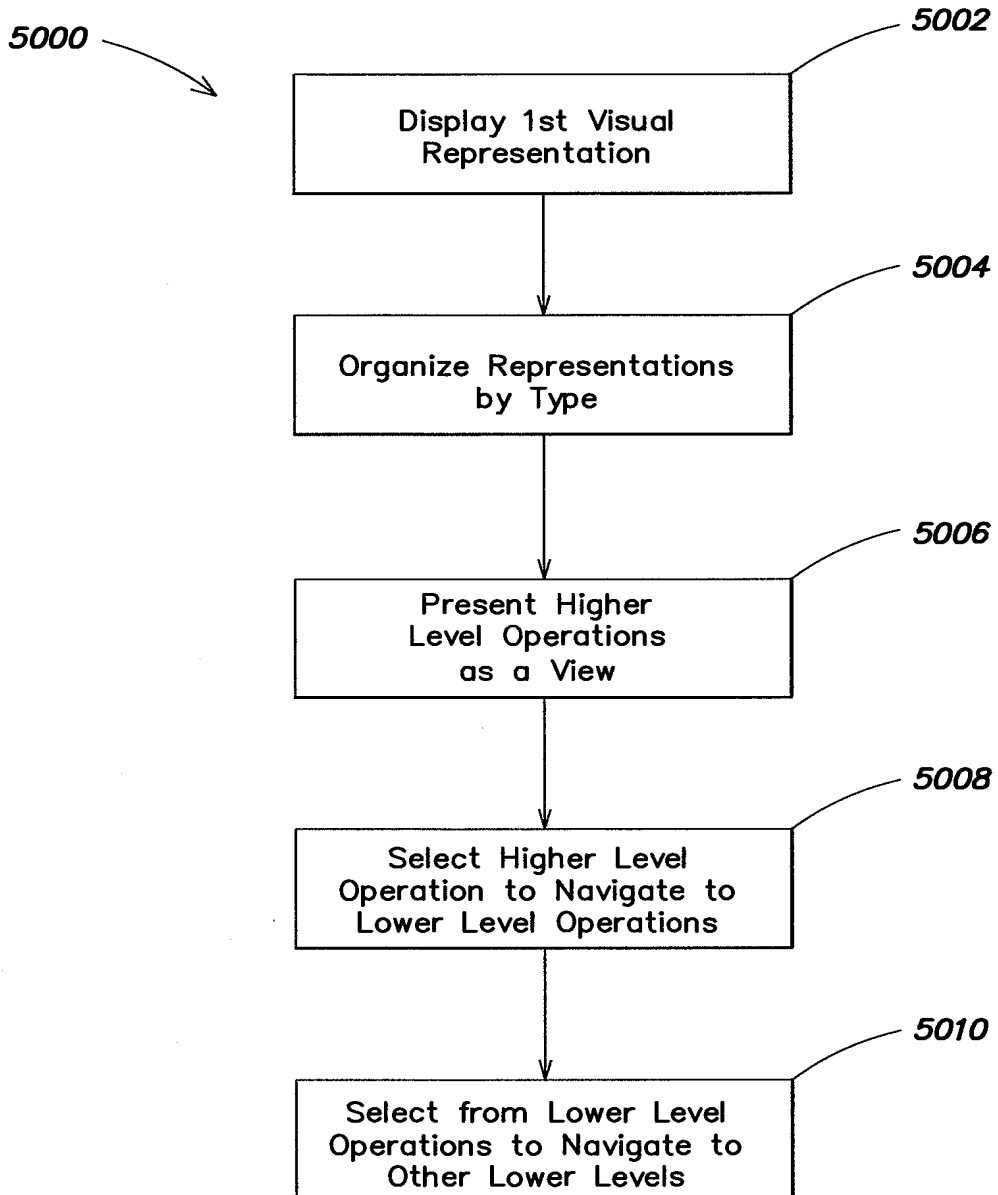 5000
5002
Display 1st Visual
Representation
5004
Organize Representations
by Type
5006
Present Higher
Level Operations
as a View
5008
Select Higher Level
Operation to Navigate to
Lower Level Operations
5010
Select from Lower Level
Operations to Navigate to
Other Lower Levels